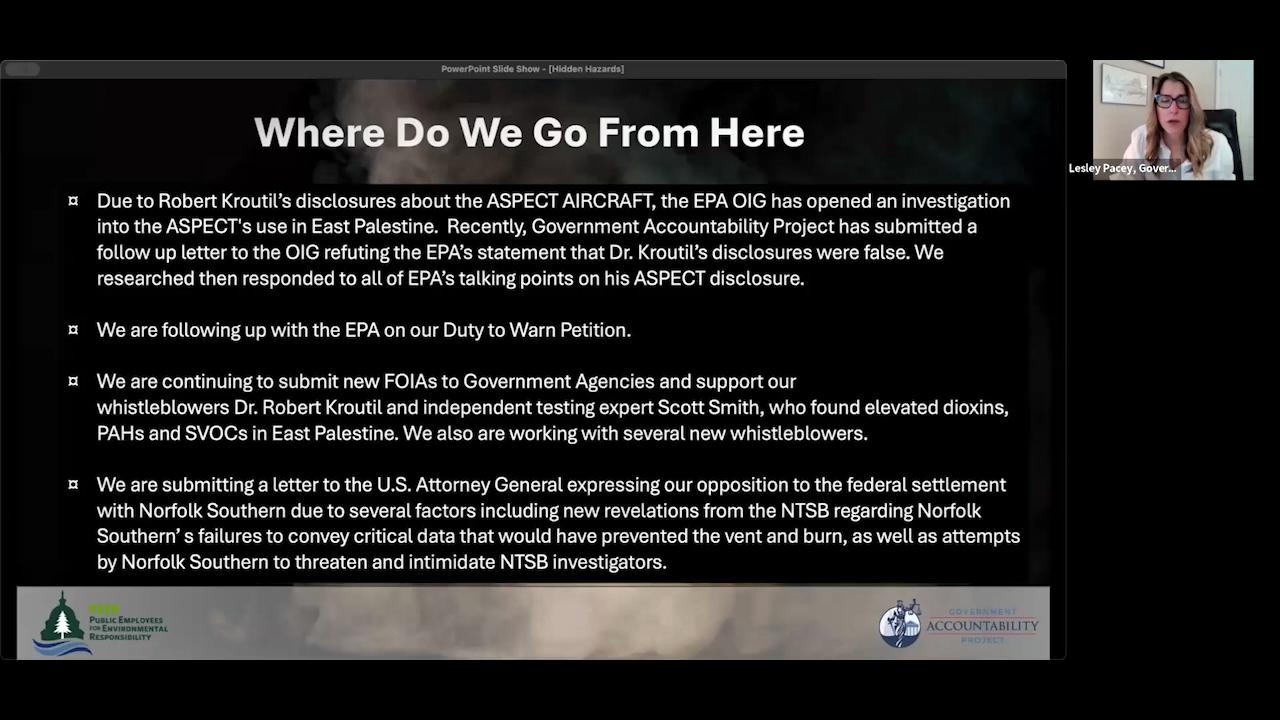 PowerPoint Slide Show - [Hidden Hazards]
Where Do We Go From Here
¤ Due to Robert Kroutil's disclosures about the ASPECT AIRCRAFT, the EPA OIG has opened an investigation
into the ASPECT's use in East Palestine. Recently, Government Accountability Project has submitted a
follow up letter to the OIG refuting the EPA's statement that Dr. Kroutil's disclosures were false. We
researched then responded to all of EPA's talking points on his ASPECT disclosure.
¤ We are following up with the EPA on our Duty to Warn Petition.
¤ We are continuing to submit new FOIAs to Government Agencies and support our
whistleblowers Dr. Robert Kroutil and independent testing expert Scott Smith, who found elevated dioxins,
PAHs and SVOCs in East Palestine. We also are working with several new whistleblowers.
¤ We are submitting a letter to the U.S. Attorney General expressing our opposition to the federal settlement
with Norfolk Southern due to several factors including new revelations from the NTSB regarding Norfolk
Southern' s failures to convey critical data that would have prevented the vent and burn, as well as attempts
by Norfolk Southern to threaten and intimidate NTSB investigators.
PEER
PUBLIC EMPLOYEES
FOR ENVIRONMENTAL
RESPONSIBILITY
GOVERNMENT
ACCOUNTABILITY
PROJECT
Lesley Pacey, Gover...